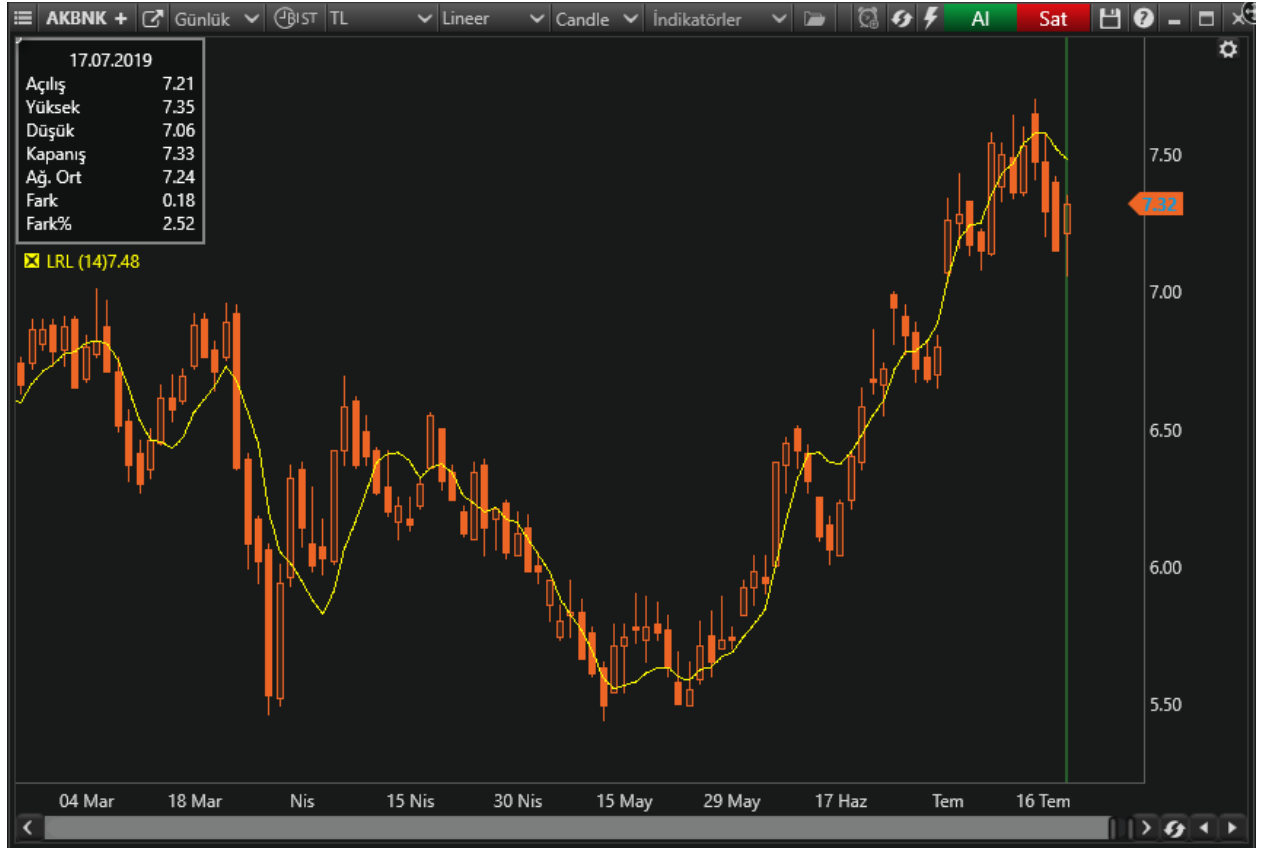 AKBNK + Günlük BIST TL Lineer Candle İndikatörler Al Sat
17.07.2019
Açılış 7.21
Yüksek 7.35
Düşük 7.06
Kapanış 7.33
Ağ. Ort 7.24
Fark 0.18
Fark% 2.52
LRL (14)7.48
7.50
7.32
7.00
6.50
6.00
5.50
04 Mar 18 Mar Nis 15 Nis 30 Nis 15 May 29 May 17 Haz Tem 16 Tem